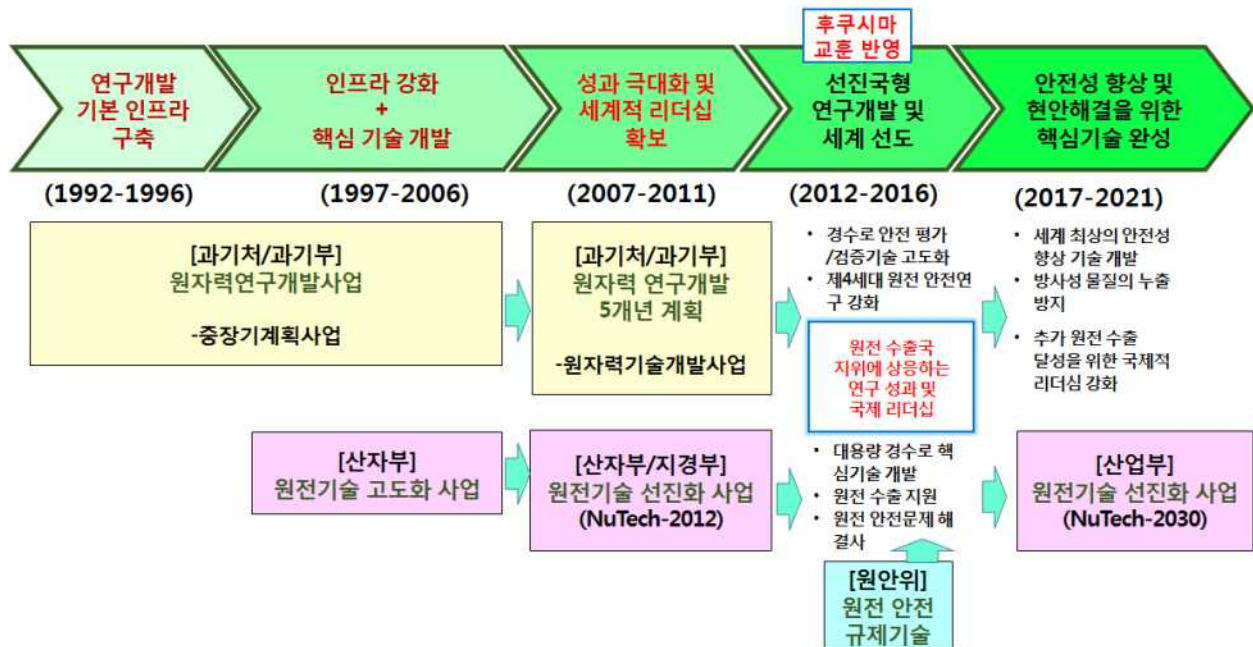 후쿠시마
교훈 반영
연구개발
기본 인프라
구축
인프라 강화
+
핵심 기술 개발
성과 극대화 및
세계적 리더십
확보
선진국형
연구개발 및
세계 선도
안전성 향상 및
현안해결을 위한
핵심기술 완성
(1992-1996)
(1997-2006)
(2007-2011)
(2012-2016)
(2017-2021)
[과기처/과기부]
원자력연구개발사업
-중장기계획사업
[과기처/과기부]
원자력 연구개발
5개년 계획
-원자력기술개발사업
• 경수로 안전 평가
/검증기술 고도화
• 제4세대 원전 안전연
구 강화
원전 수출국
지위에 상응하는
연구 성과 및
국제 리더십
• 세계 최상의 안전성
향상 기술 개발
• 방사성 물질의 누출
방지
• 추가 원전 수출
달성을 위한 국제적
리더심 강화
[산자부]
원전기술 고도화 사업
[산자부/지경부]
원전기술 선진화 사업
(NuTech-2012)
• 대용량 경수로 핵
심기술 개발
• 원전 수출 지원
• 원전 안전문제 해
결사
[산업부]
원전기술 선진화 사업
(NuTech-2030)
[원안위]
원전 안전
규제기술